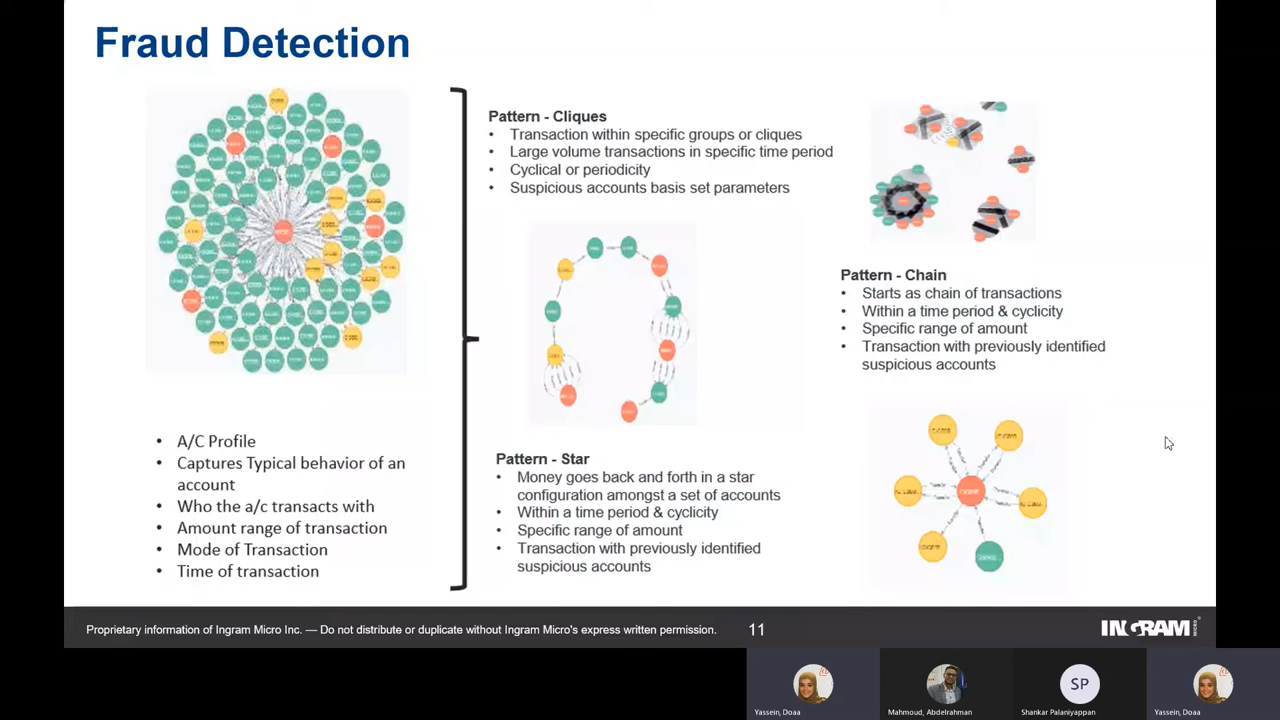 Fraud Detection
• A/C Profile
• Captures Typical behavior of an
account
• Who the a/c transacts with
• Amount range of transaction
• Mode of Transaction
• Time of transaction
Pattern - Cliques
• Transaction within specific groups or cliques
• Large volume transactions in specific time period
• Cyclical or periodicity
• Suspicious accounts basis set parameters
Pattern - Chain
• Starts as chain of transactions
• Within a time period & cyclicity
• Specific range of amount
• Transaction with previously identified
suspicious accounts
Pattern - Star
• Money goes back and forth in a star
configuration amongst a set of accounts
• Within a time period & cyclicity
• Specific range of amount
• Transaction with previously identified
suspicious accounts
Proprietary information of Ingram Micro Inc. — Do not distribute or duplicate without Ingram Micro's express written permission.
11
INGRAM MICRO
SP
Yassein, Doaa
Mahmoud, Abdelrahman
Shankar Palaniyappan
Yassein, Doaa